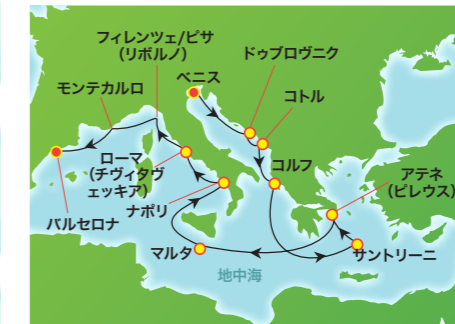 フィレンツェ/ピサ
(リボルノ)
ドゥブロヴニク
ベニス
モンテカルロ
コトル
ローマ
(チヴィタヴ
ェッキア)
コルフ
アテネ
(ピレウス)
ナポリ
バルセロナ
マルタ
サントリーニ
地中海